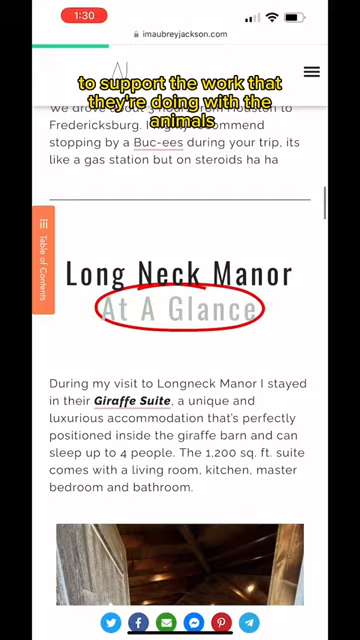 1:30
imaubreyjackson.com
to support the work that
they're doing with the
animals
Fredericksburg. I highly recommend
stopping by a Buc-ees during your trip, its
like a gas station but on steroids ha ha
Table of Contents
Long Neck Manor
At A Glance
During my visit to Longneck Manor I stayed
in their Giraffe Suite, a unique and
luxurious accommodation that's perfectly
positioned inside the giraffe barn and can
sleep up to 4 people. The 1,200 sq. ft. suite
comes with a living room, kitchen, master
bedroom and bathroom.